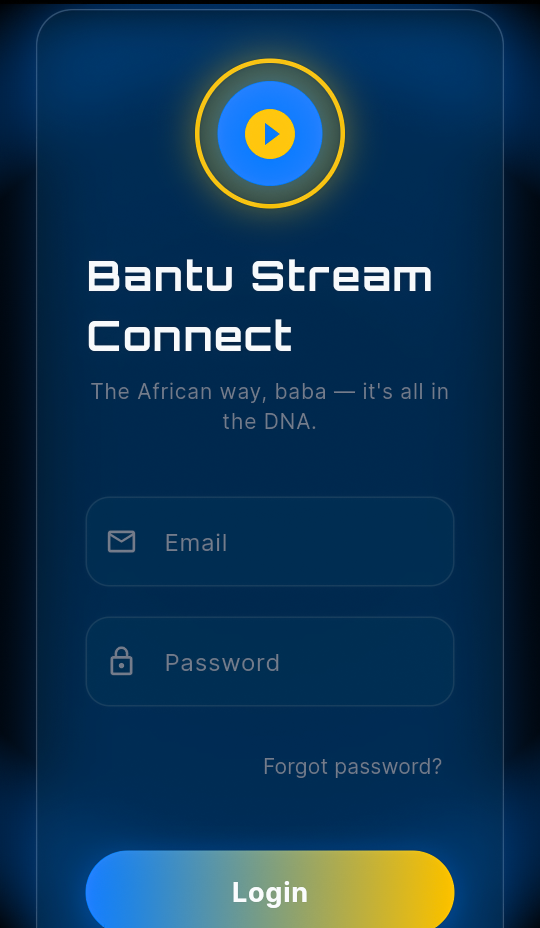 Bantu Stream
Connect
The African way, baba — it's all in
the DNA.
Email
Password
Forgot password?
Login